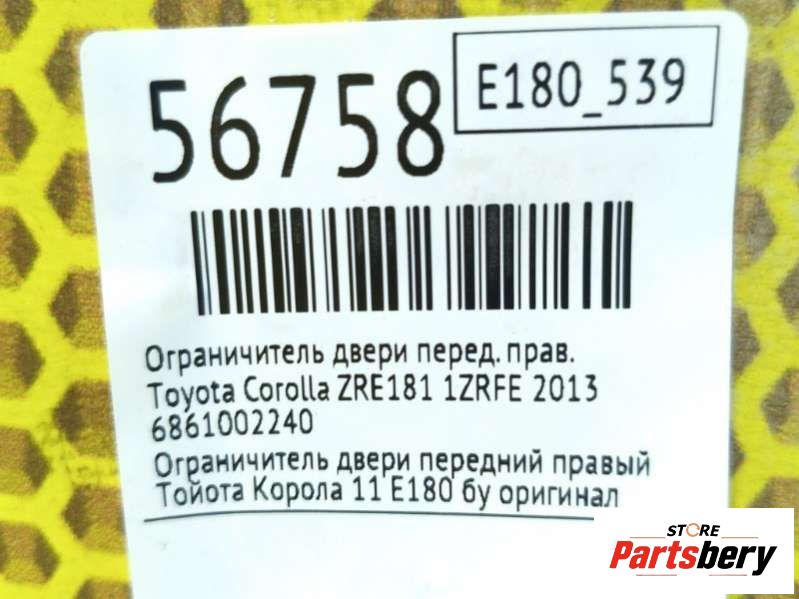 56758
E180_539
Ограничитель двери перед. прав.
Toyota Corolla ZRE181 1ZRFE 2013
6861002240
Ограничитель двери передний правый
Тойота Корола 11 Е180 бу оригинал
STORE
Partsbery